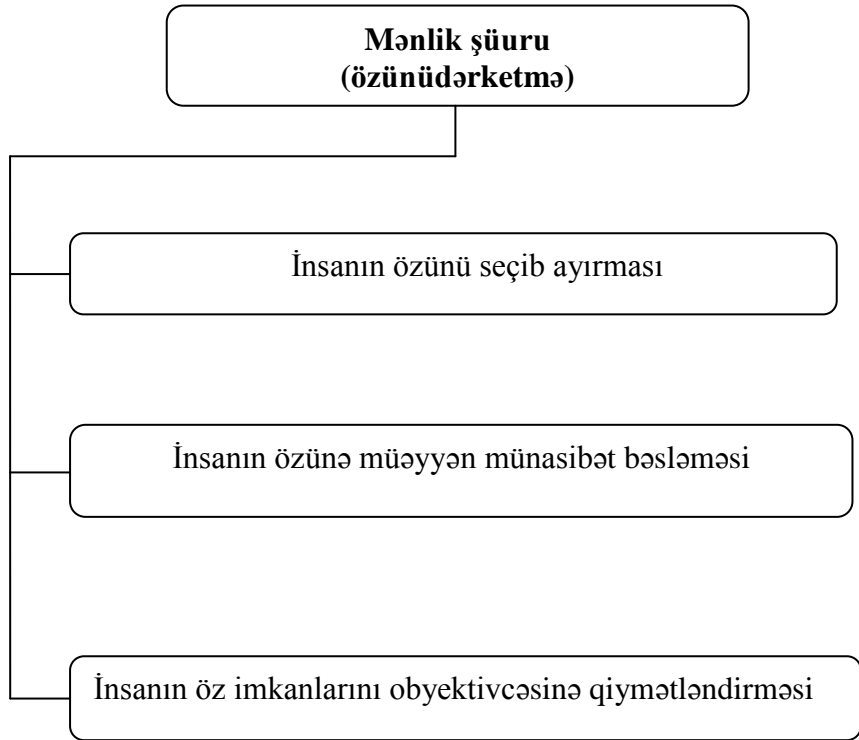 Mənlik şüuru
(özünüdərketmə)
İnsanın özünü seçib ayırması
İnsanın özünə müəyyən münasibət bəsləməsi
İnsanın öz imkanlarını obyektivcəsinə qiymətləndirməsi